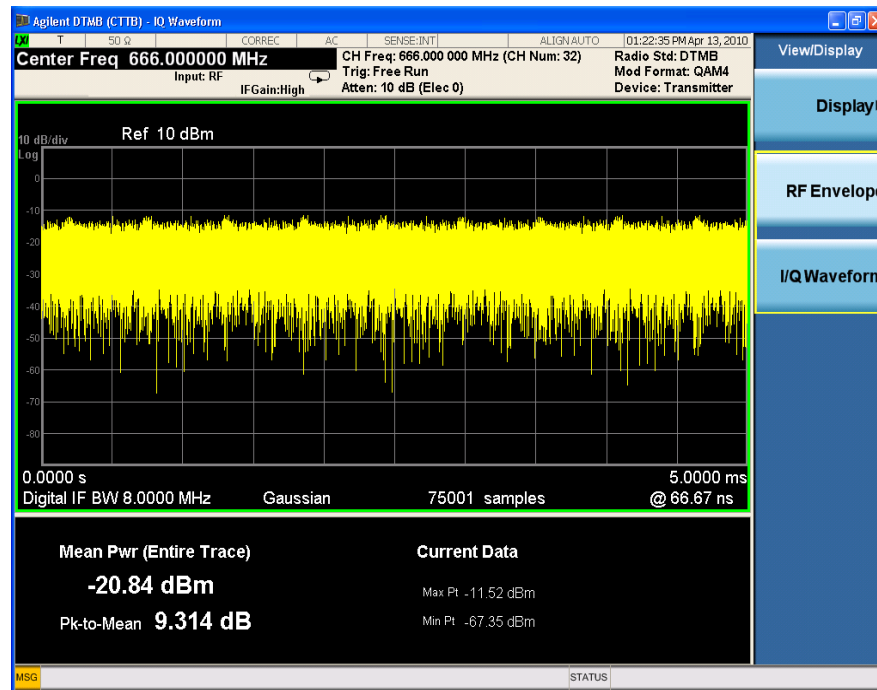 Agilent DTMB (CTTB) - IQ Waveform
LXI T 50 Ω CORREC AC SENSE:INT ALIGN AUTO 01:22:35 PM Apr 13, 2010
Center Freq 666.000000 MHz
Input: RF
IFGain:High
CH Freq: 666.000 000 MHz (CH Num: 32)
Trig: Free Run
Atten: 10 dB (Elec 0)
Radio Std: DTMB
Mod Format: QAM4
Device: Transmitter
View/Display
Display
RF Envelope
I/Q Waveform
10 dB/div
Log
Ref 10 dBm
0
-10
-20
-30
-40
-50
-60
-70
-80
0.0000 s
5.0000 ms
Digital IF BW 8.0000 MHz Gaussian 75001 samples @ 66.67 ns
Mean Pwr (Entire Trace)
-20.84 dBm
Pk-to-Mean 9.314 dB
Current Data
Max Pt -11.52 dBm
Min Pt -67.35 dBm
MSG
STATUS